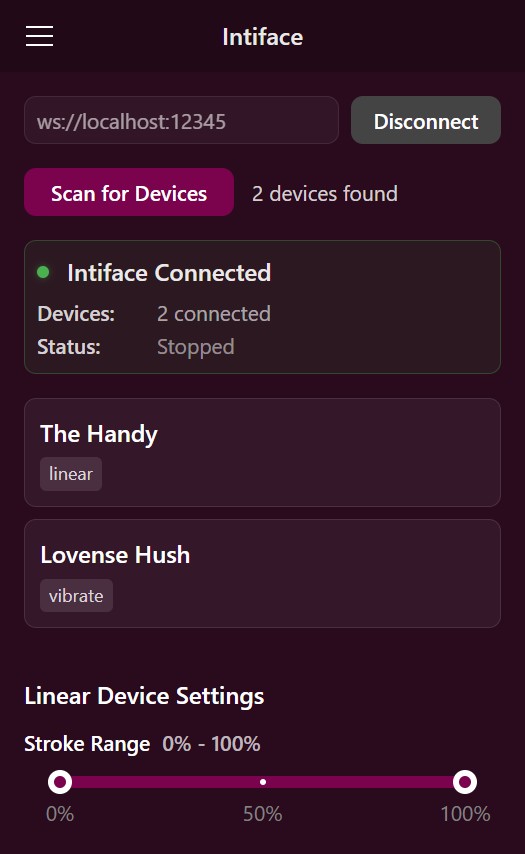 Intiface
ws://localhost:12345 Disconnect
Scan for Devices 2 devices found
Intiface Connected
Devices: 2 connected
Status: Stopped
The Handy
linear
Lovense Hush
vibrate
Linear Device Settings
Stroke Range 0% - 100%
0% 50% 100%